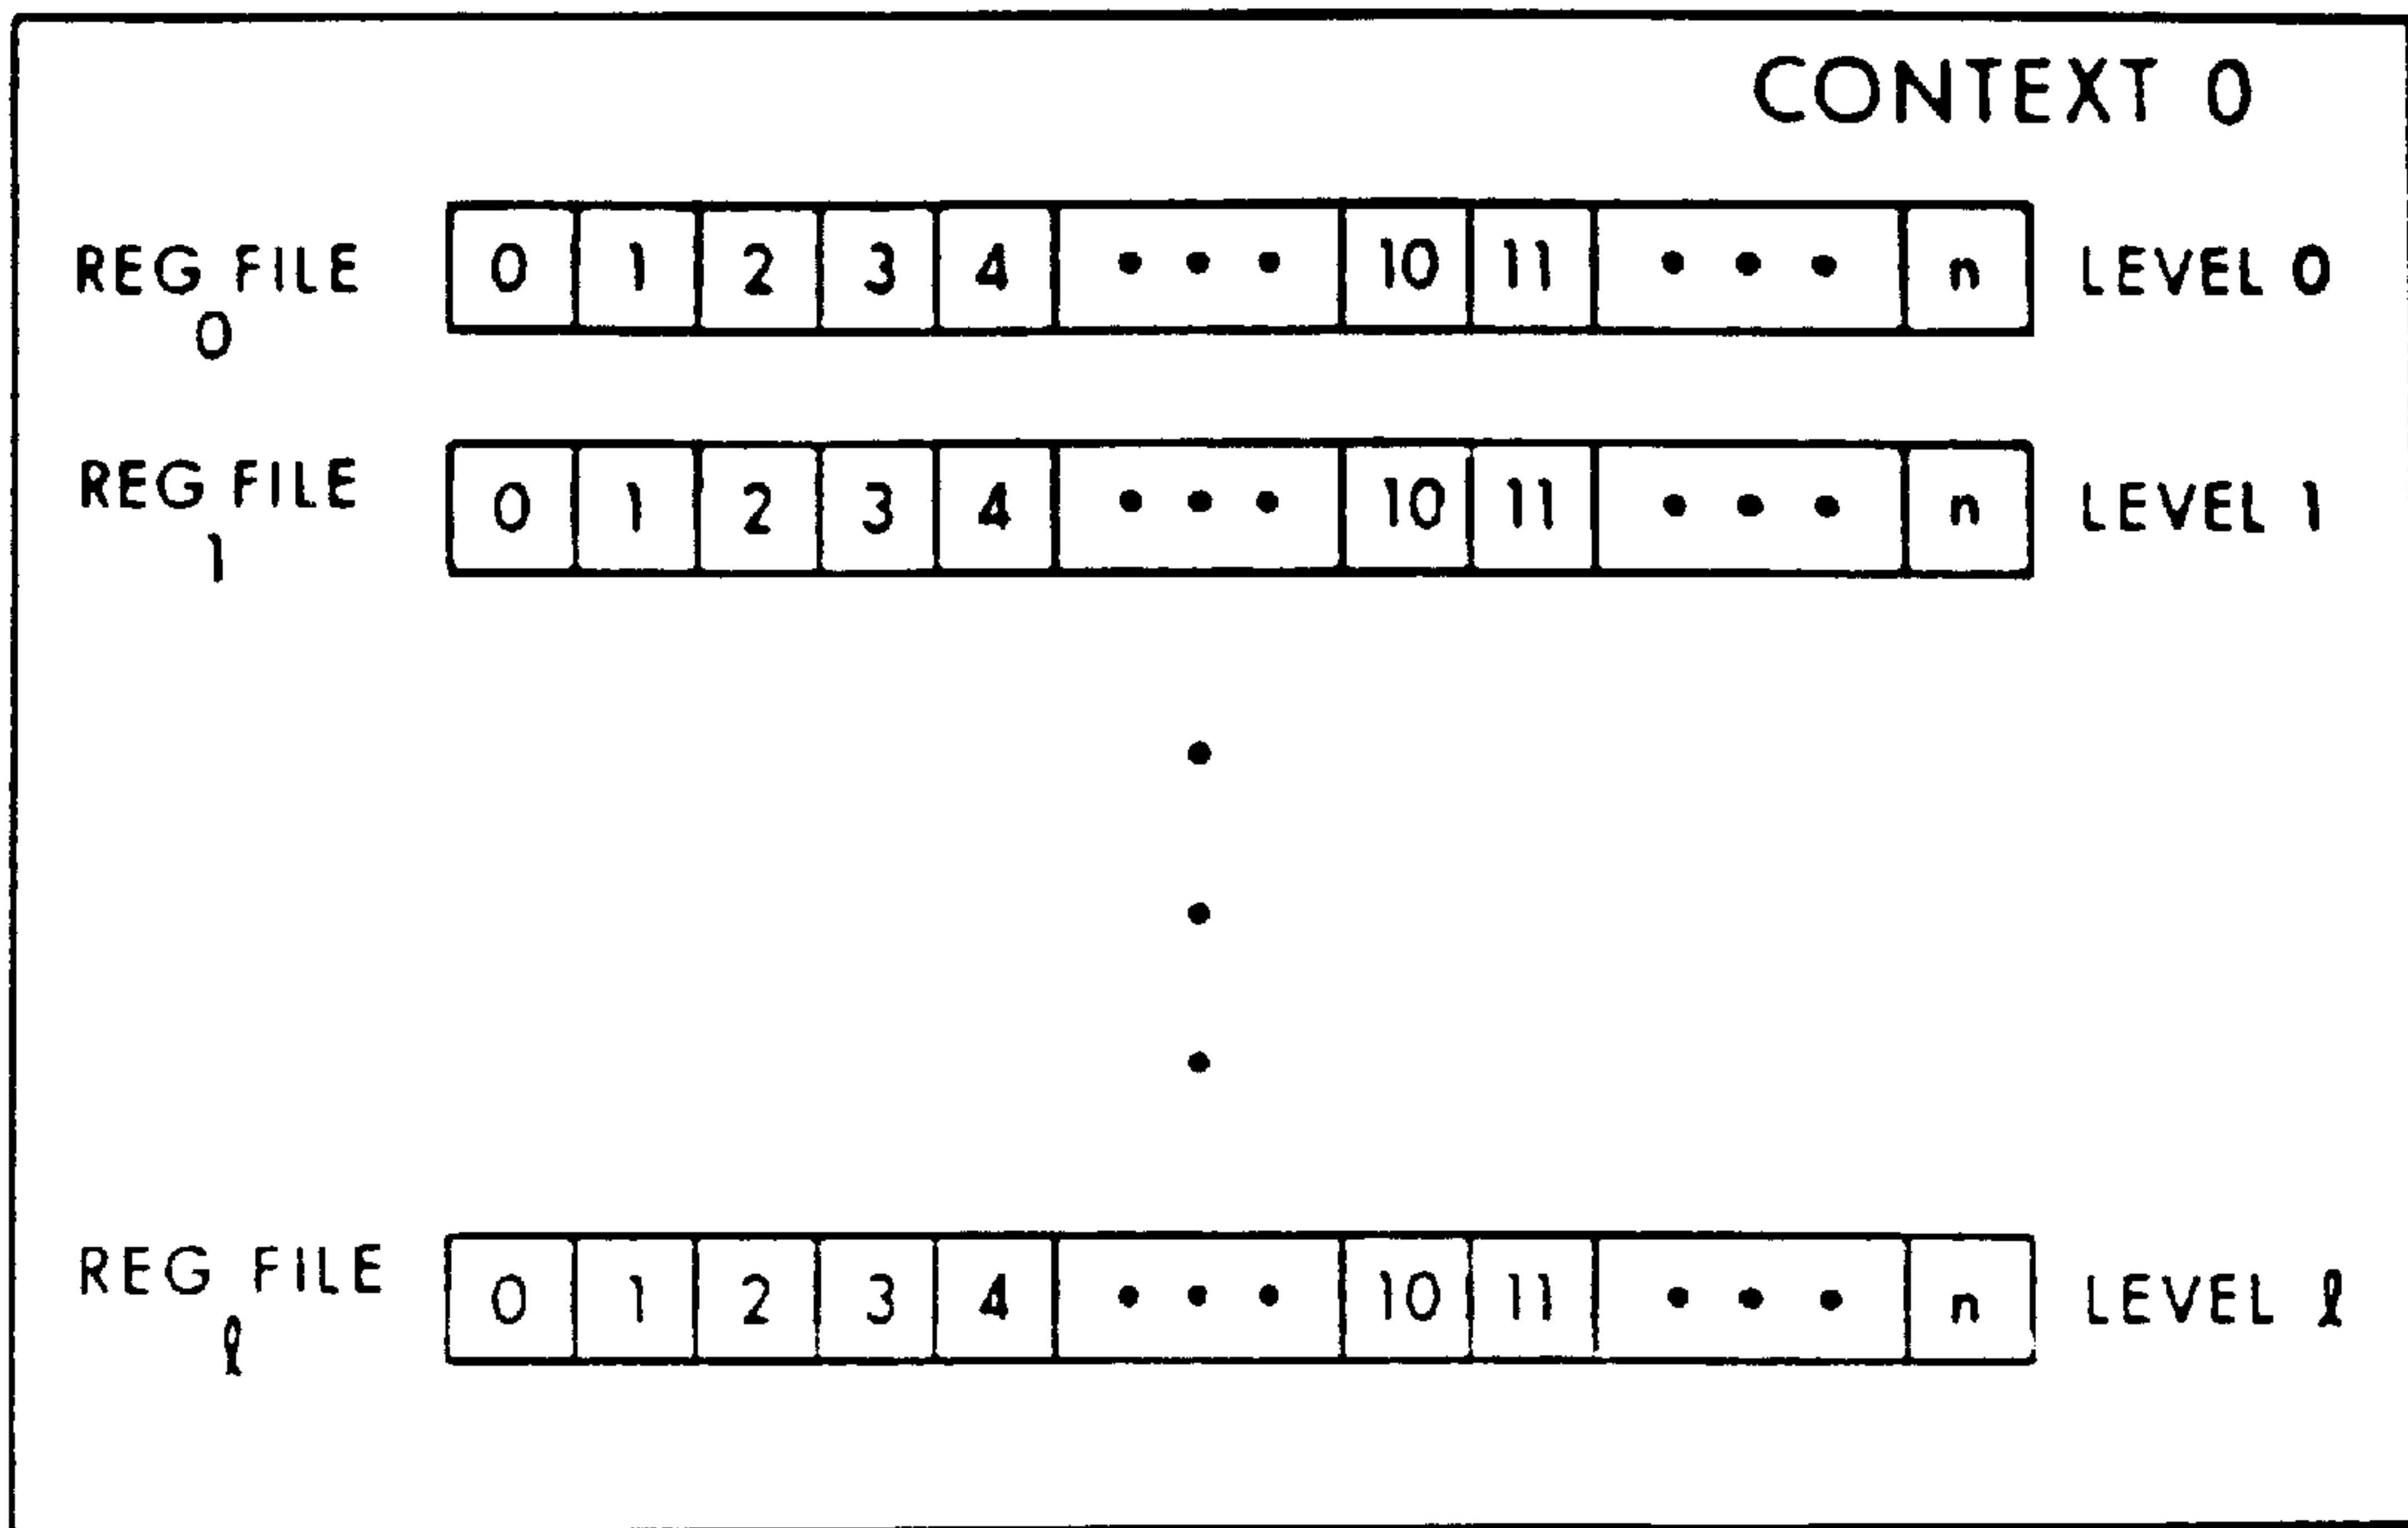 CONTEXT 0
REG FILE 0 0 1 2 3 4 • • • 10 11 • • • n LEVEL 0
REG FILE 1 0 1 2 3 4 • • • 10 11 • • • n LEVEL 1
•
•
•
REG FILE ℓ 0 1 2 3 4 • • • 10 11 • • • n LEVEL ℓ